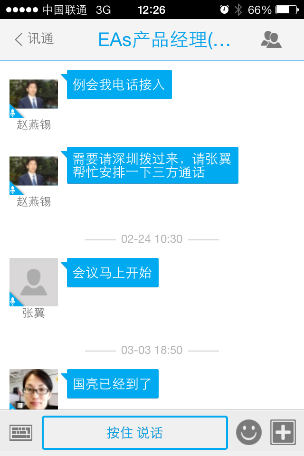 中国联通 3G 12:26 66%
讯通 EAs产品经理(...
例会我电话接入
赵燕锡
需要请深圳拨过来，请张翼
帮忙安排一下三方通话
赵燕锡
02-24 10:30
会议马上开始
张翼
03-03 18:50
国亮已经到了
按住 说话